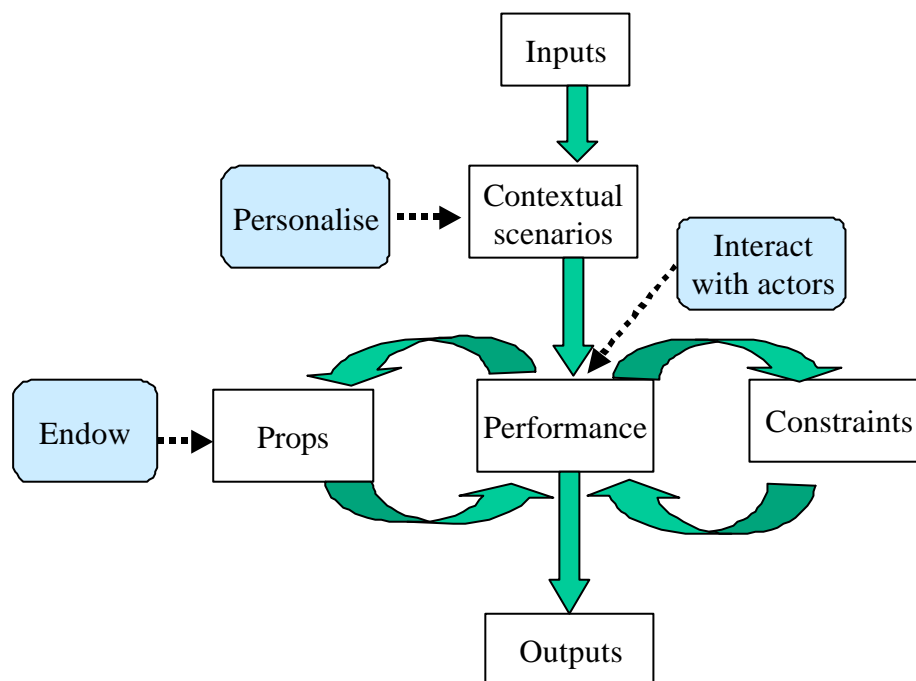 Inputs
Personalise
Contextual
scenarios
Interact
with actors
Endow
Props
Performance
Constraints
Outputs